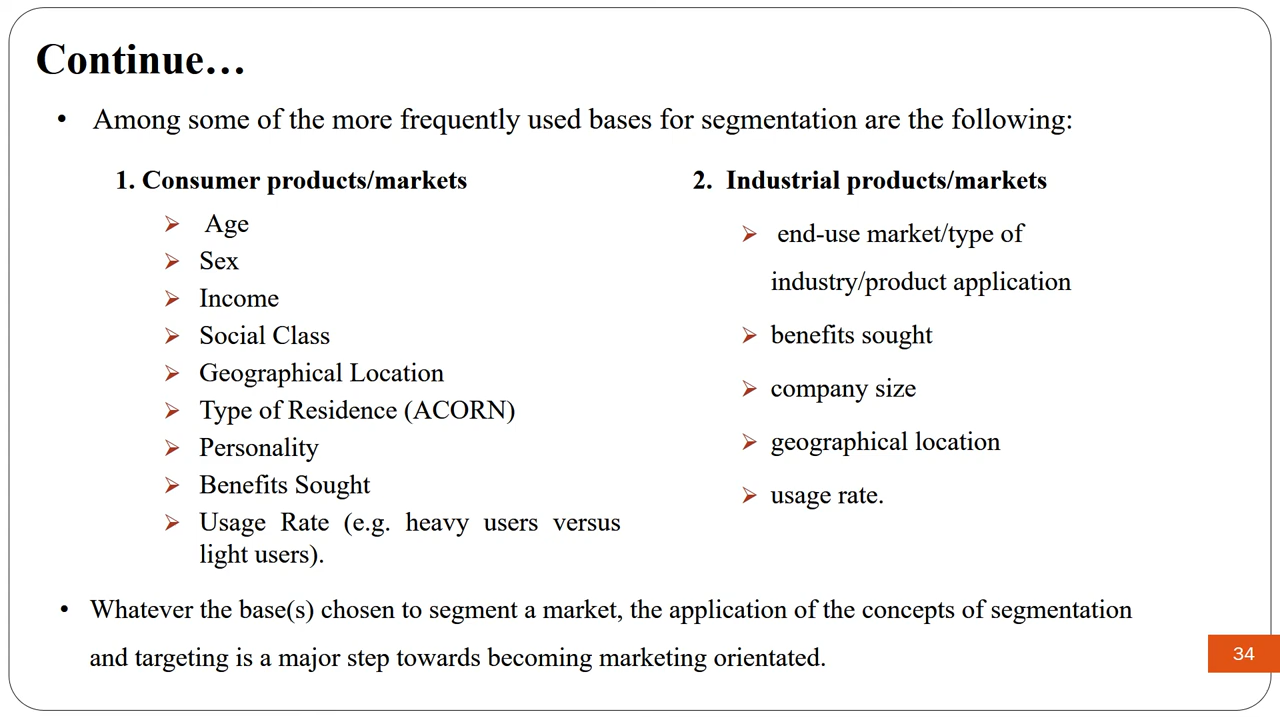 Continue…
• Among some of the more frequently used bases for segmentation are the following:
1. Consumer products/markets
➢ Age
➢ Sex
➢ Income
➢ Social Class
➢ Geographical Location
➢ Type of Residence (ACORN)
➢ Personality
➢ Benefits Sought
➢ Usage Rate (e.g. heavy users versus
light users).
2. Industrial products/markets
➢ end-use market/type of
industry/product application
➢ benefits sought
➢ company size
➢ geographical location
➢ usage rate.
• Whatever the base(s) chosen to segment a market, the application of the concepts of segmentation
and targeting is a major step towards becoming marketing orientated.
34